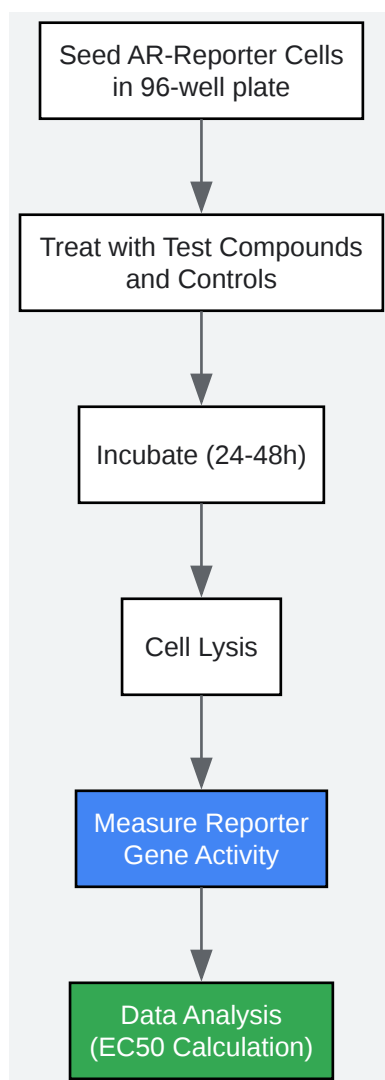 Seed AR-Reporter Cells
in 96-well plate
Treat with Test Compounds
and Controls
Incubate (24-48h)
Cell Lysis
Measure Reporter
Gene Activity
Data Analysis
(EC50 Calculation)